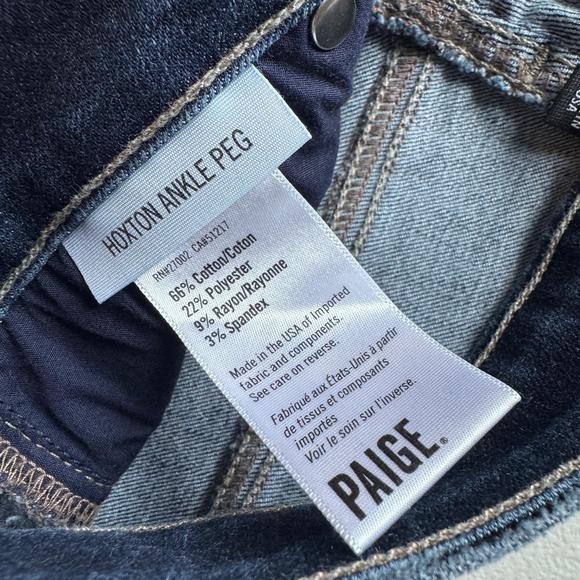 HOXTON ANKLE PEG
RN#27002 CA#51217
66% Cotton/Coton
22% Polyester
9% Rayon/Rayonne
3% Spandex
Made in the USA of Imported
fabric and components.
See care on reverse.
Fabriqué aux États-Unis à partir
de tissus et composants
importés
Voir le soin sur l'inverse.
PAIGE®